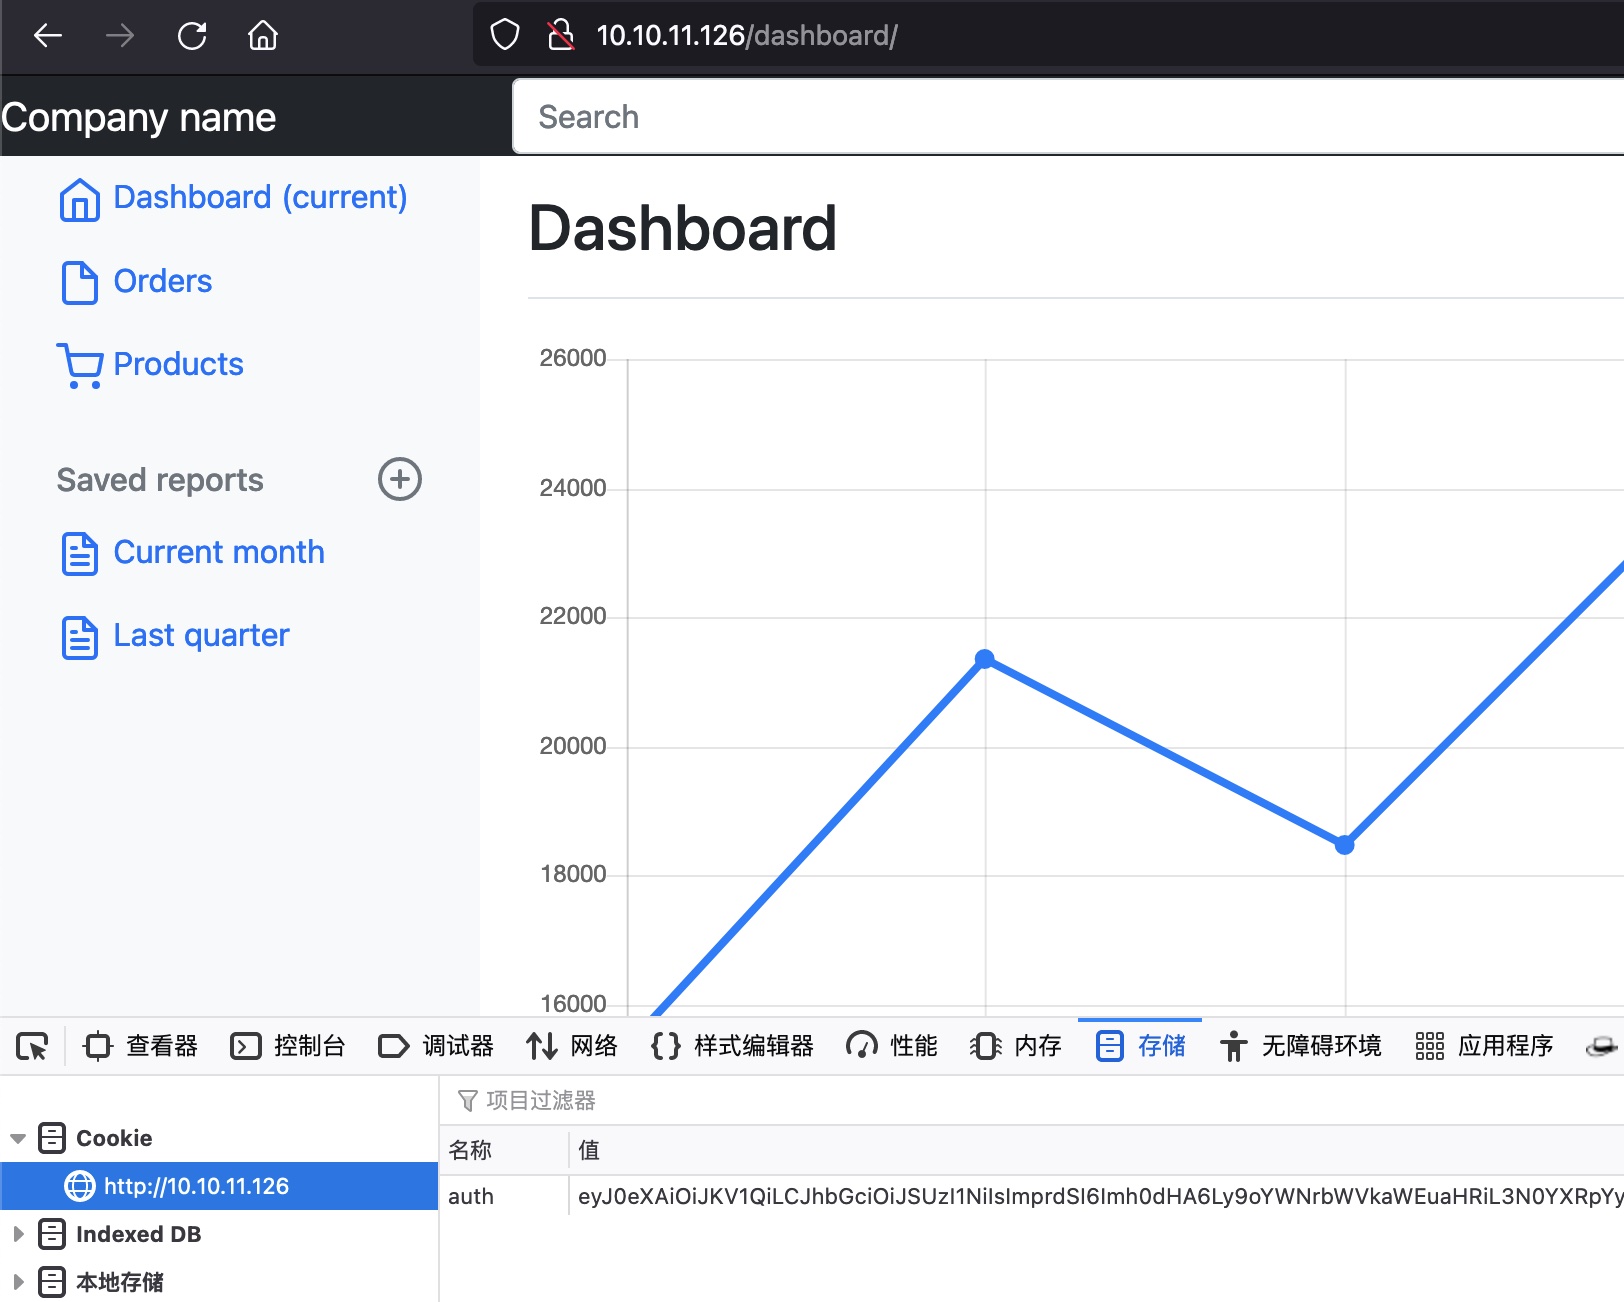 10.10.11.126/dashboard/
Company name
Search
Dashboard (current)
Orders
Products
Saved reports
Current month
Last quarter
Dashboard
26000
24000
22000
20000
18000
16000
查看器 控制台 调试器 网络 样式编辑器 性能 内存 存储 无障碍环境 应用程序
项目过滤器
Cookie
http://10.10.11.126
Indexed DB
本地存储
名称 值
auth eyJ0eXAiOiJKV1QiLCJhbGciOiJSUzI1NiIsImprdSI6Imh0dHA6Ly9oYWNrbWVkaWEuaHRiL3N0YXRpYy